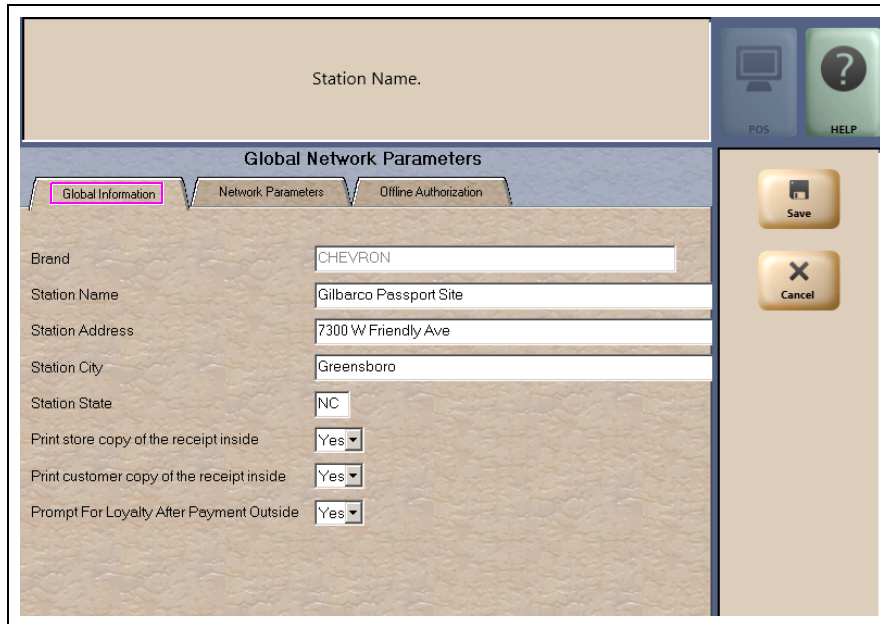 Station Name.
POS
HELP
Global Network Parameters
Global Information
Network Parameters
Offline Authorization
Save
Cancel
Brand
CHEVRON
Station Name
Gilbarco Passport Site
Station Address
7300 W Friendly Ave
Station City
Greensboro
Station State
NC
Print store copy of the receipt inside
Yes
Print customer copy of the receipt inside
Yes
Prompt For Loyalty After Payment Outside
Yes